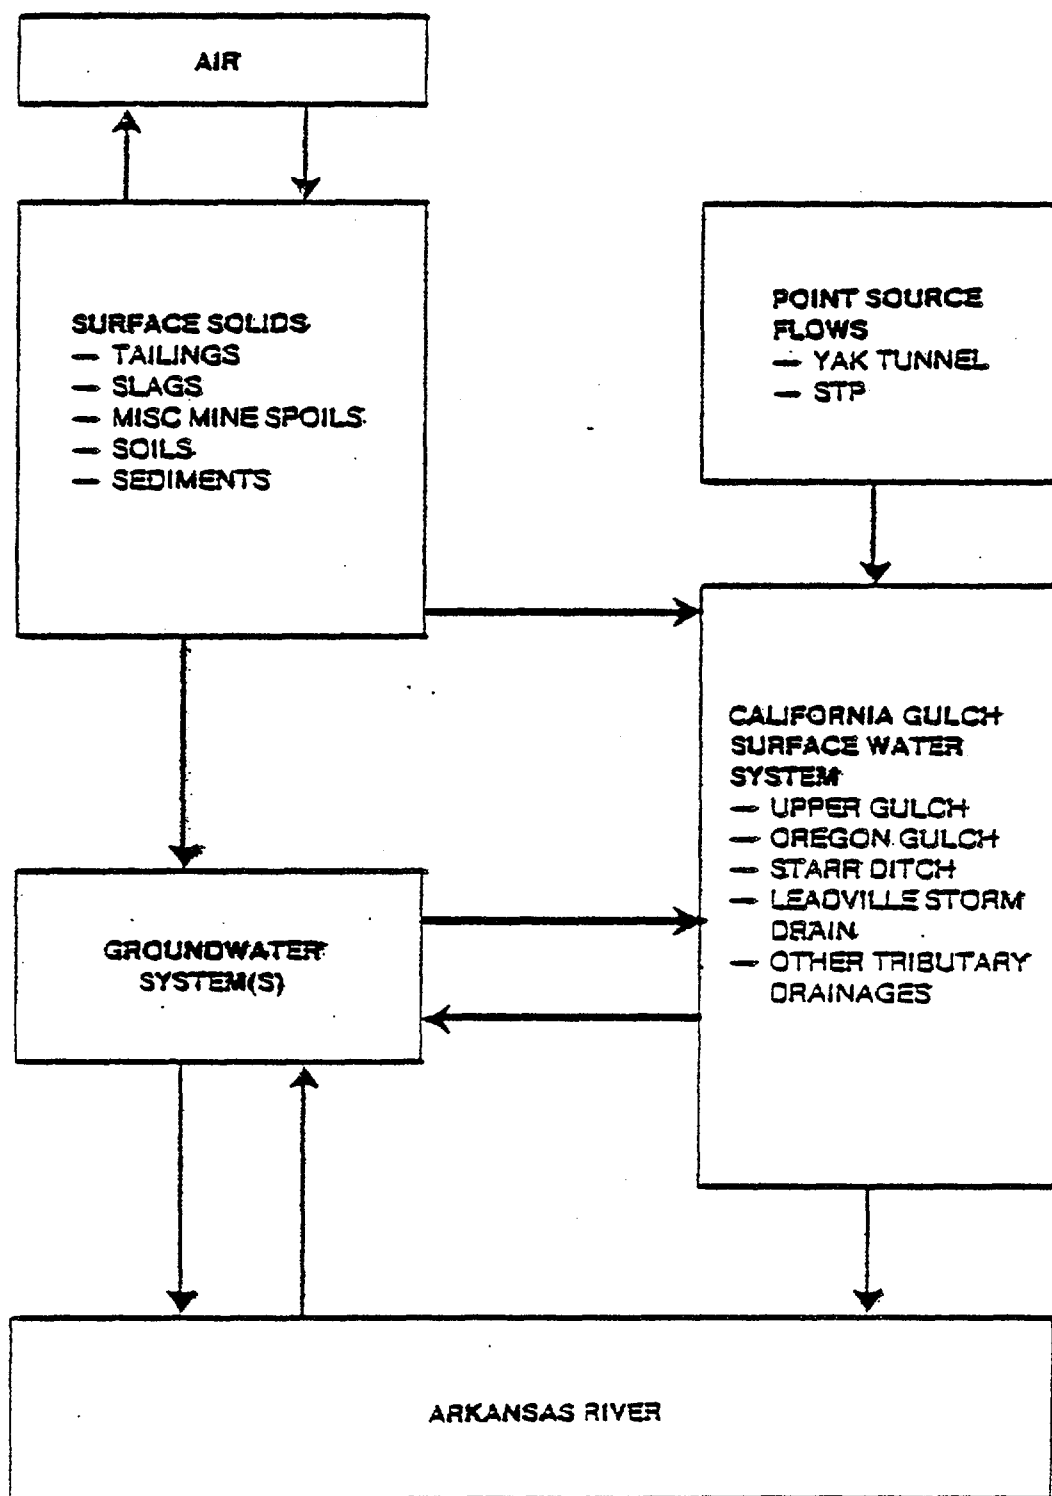 AIR
SURFACE SOLIDS
— TAILINGS
— SLAGS
— MISC MINE SPOILS
— SOILS
— SEDIMENTS
POINT SOURCE
FLOWS
— YAK TUNNEL
— STP
CALIFORNIA GULCH
SURFACE WATER
SYSTEM
— UPPER GULCH
— OREGON GULCH
— STARR DITCH
— LEADVILLE STORM
DRAIN
— OTHER TRIBUTARY
DRAINAGES
GROUNDWATER
SYSTEM(S)
ARKANSAS RIVER